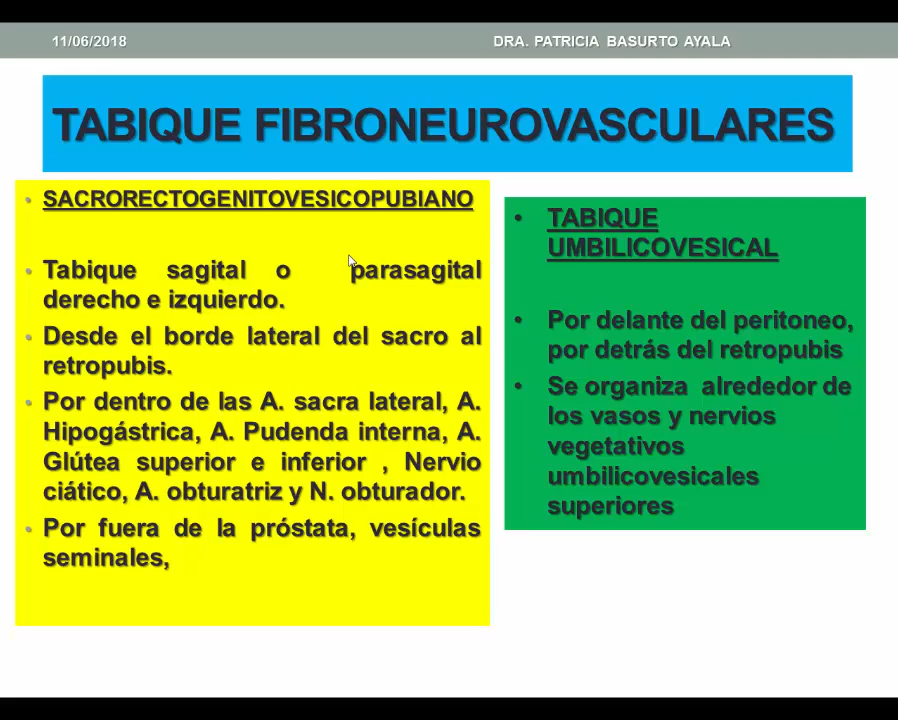 11/06/2018
DRA. PATRICIA BASURTO AYALA
TABIQUE FIBRONEUROVASCULARES
• SACRORECTOGENITOVESICOPUBIANO
• Tabique sagital o parasagital
derecho e izquierdo.
• Desde el borde lateral del sacro al
retropubis.
• Por dentro de las A. sacra lateral, A.
Hipogástrica, A. Pudenda interna, A.
Glútea superior e inferior , Nervio
ciático, A. obturatriz y N. obturador.
• Por fuera de la próstata, vesículas
seminales,
• TABIQUE
UMBILICOVESICAL
• Por delante del peritoneo,
por detrás del retropubis
• Se organiza alrededor de
los vasos y nervios
vegetativos
umbilicovesicales
superiores